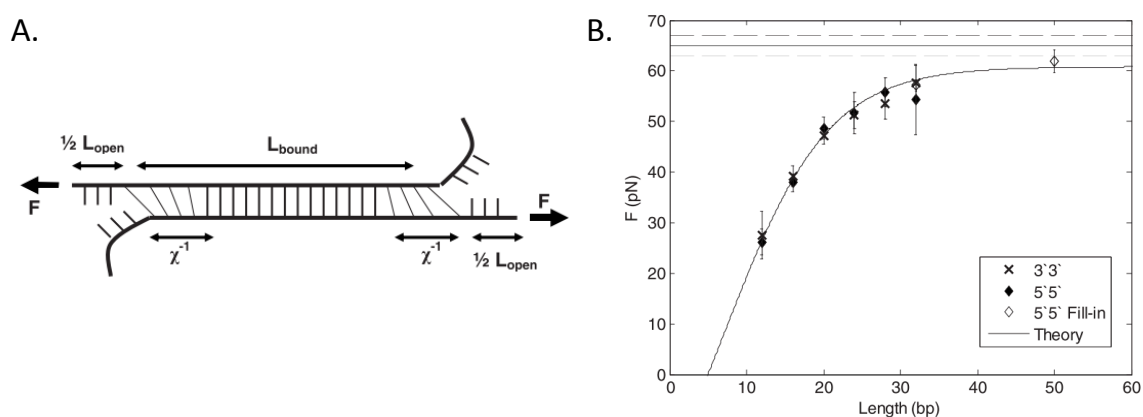 A.
½ Lopen
Lbound
F
F
χ⁻¹
χ⁻¹
½ Lopen
B.
F (pN)
70
60
50
40
30
20
10
0
0 10 20 30 40 50 60
Length (bp)
3`3`
5`5`
5`5` Fill-in
Theory